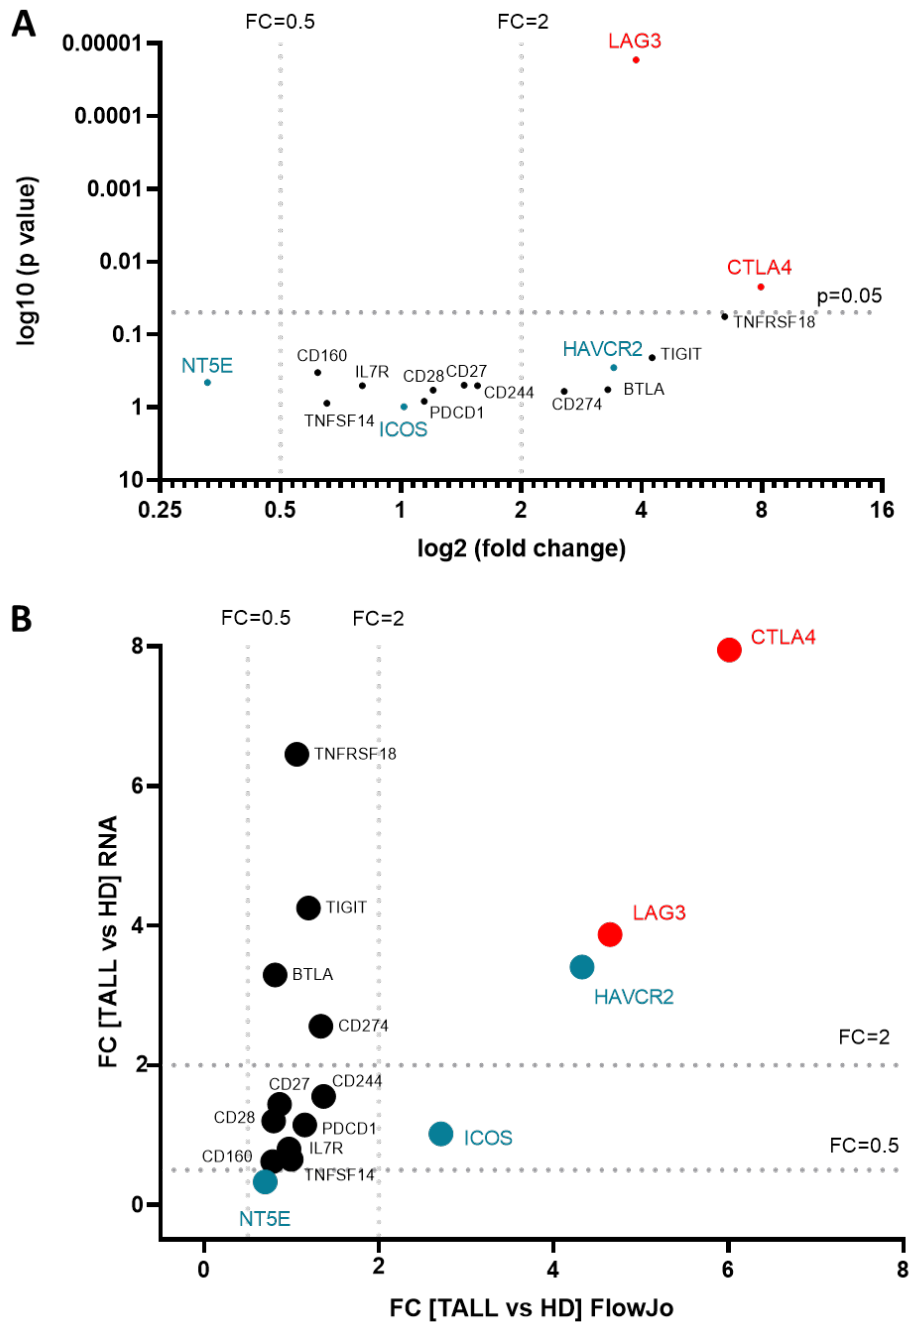 A
FC=0.5
FC=2
LAG3
0.00001
0.0001
0.001
0.01
0.1
1
10
log10 (p value)
CTLA4
p=0.05
TNFRSF18
HAVCR2
TIGIT
NT5E
CD160
IL7R
CD28
CD27
CD244
BTLA
CD274
TNFSF14
PDCD1
ICOS
0.25
0.5
1
2
4
8
16
log2 (fold change)
B
FC=0.5
FC=2
CTLA4
8
6
4
2
0
FC [TALL vs HD] RNA
TNFRSF18
TIGIT
LAG3
BTLA
HAVCR2
CD274
FC=2
CD244
CD27
CD28
PDCD1
ICOS
FC=0.5
IL7R
CD160
TNFSF14
NT5E
0
2
4
6
8
FC [TALL vs HD] FlowJo